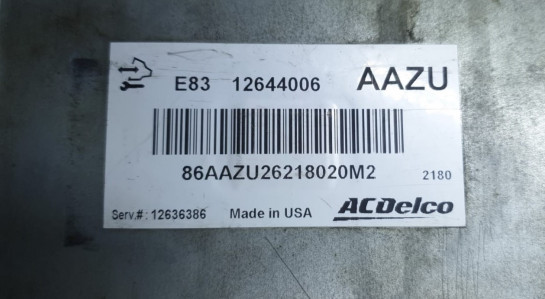 E83 12644006 AAZU
86AAZU26218020M2 2180
Serv.#: 12636386 Made in USA ACDelco